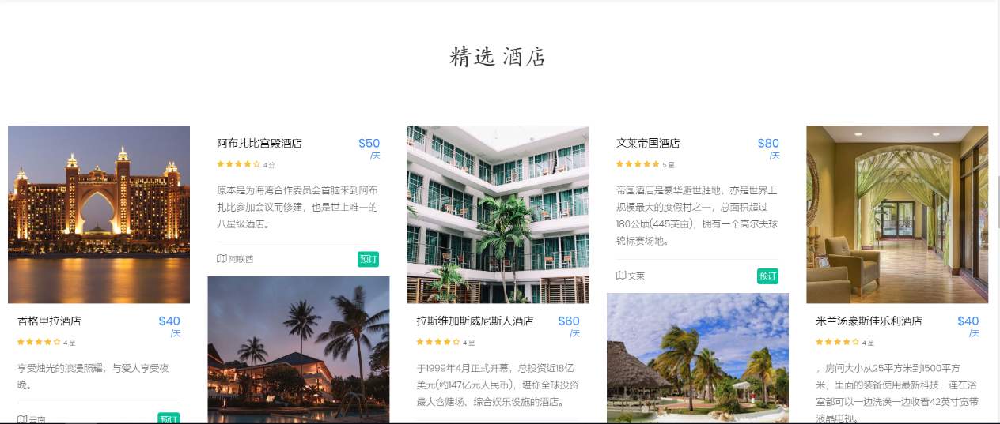 精选 酒店
香格里拉酒店 $40
/天
4 星
享受烛光的浪漫照耀，与爱人享受夜
晚。
云南 预订
阿布扎比宫殿酒店 $50
/天
4 分
原本是为海湾合作委员会首脑来到阿布
扎比参加会议而修建，也是世上唯一的
八星级酒店。
阿联酋 预订
拉斯维加斯威尼斯人酒店 $60
/天
4 星
于1999年4月正式开幕，总投资近18亿
美元(约147亿元人民币)，堪称全球投资
最大含赌场、综合娱乐设施的酒店。
文莱帝国酒店 $80
/天
5 星
帝国酒店是豪华避世胜地，亦是世界上
规模最大的度假村之一，总面积超过
180公顷(445英亩)，拥有一个高尔夫球
锦标赛场地。
文莱 预订
米兰汤豪斯佳乐利酒店 $40
/天
4 星
，房间大小从25平方米到1500平方
米，里面的装备使用最新科技，连在浴
室都可以一边洗澡一边收看42英寸宽带
液晶电视。